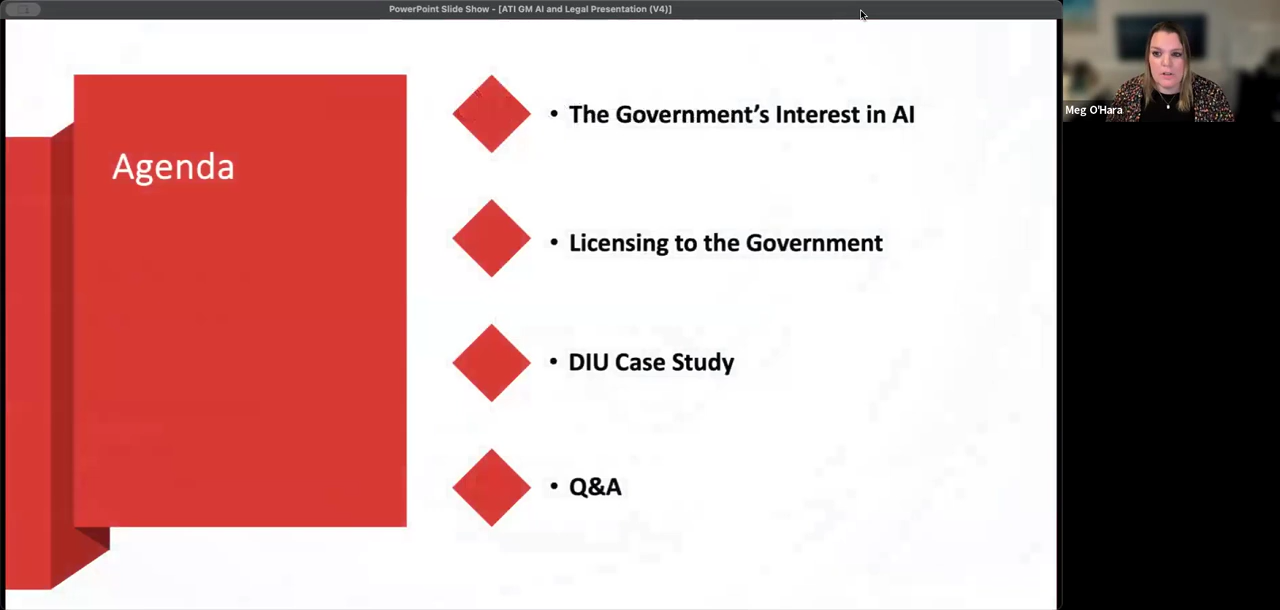 PowerPoint Slide Show - [ATI GM AI and Legal Presentation (V4)]
Agenda
• The Government’s Interest in AI
• Licensing to the Government
• DIU Case Study
• Q&A
Meg O'Hara